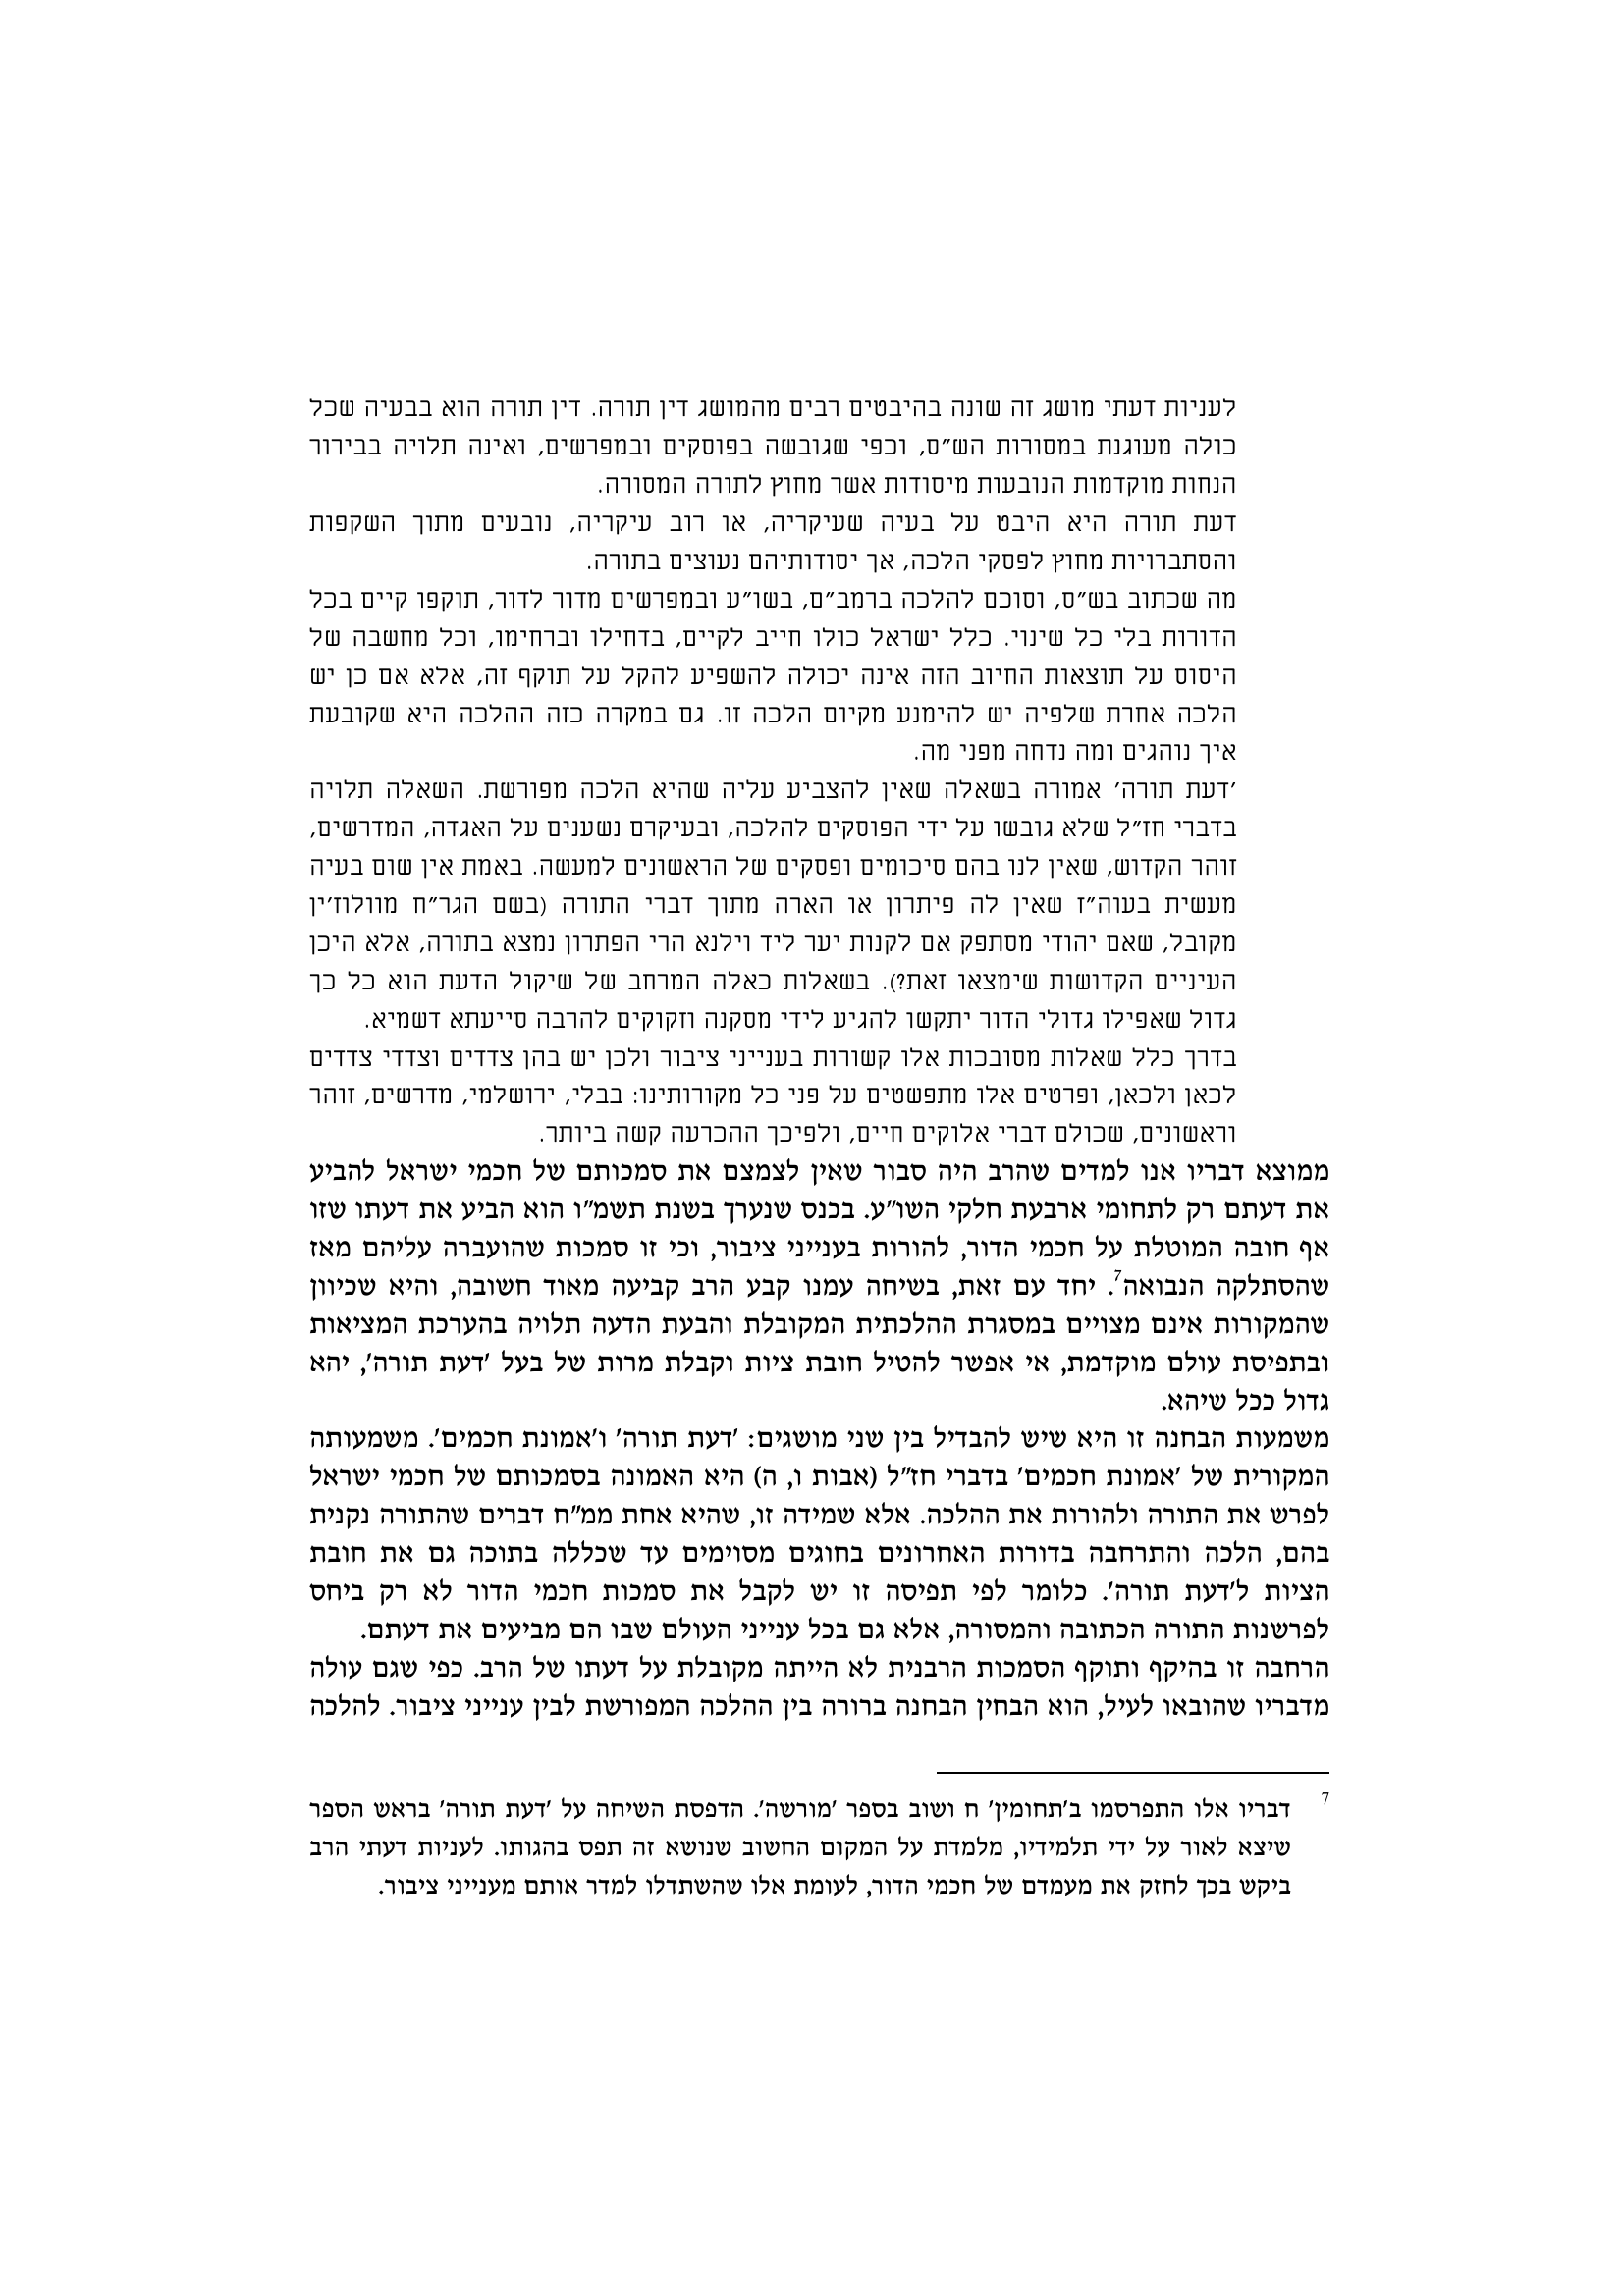 לעניות דעתי מושג זה שונה בהיבטים רבים מהמושג דין תורה. דין תורה הוא בבעיה שכל
כולה מעוגנת במסורות הש״ס, וכפי שגובשה בפוסקים ובמפרשים, ואינה תלויה בבירור
הנחות מוקדמות הנובעות מיסודות אשר מחוץ לתורה המסורה.
דעת תורה היא היבט על בעיה שעיקריה, או רוב עיקריה, נובעים מתוך השקפות
והסתברויות מחוץ לפסקי הלכה, אך יסודותיהם נעוצים בתורה.
מה שכתוב בש״ס, וסוכם להלכה ברמב״ם, בשו״ע ובמפרשים מדור לדור, תוקפו קיים בכל
הדורות בלי כל שינוי. כלל ישראל כולו חייב לקיים, בדחילו וברחימו, וכל מחשבה של
היסוס על תוצאות החיוב הזה אינה יכולה להשפיע להקל על תוקף זה, אלא אם כן יש
הלכה אחרת שלפיה יש להימנע מקיום הלכה זו. גם במקרה כזה ההלכה היא שקובעת
איך נוהגים ומה נדחה מפני מה.
׳דעת תורה׳ אמורה בשאלה שאין להצביע עליה שהיא הלכה מפורשת. השאלה תלויה
בדברי חז״ל שלא גובשו על ידי הפוסקים להלכה, ובעיקרם נשענים על האגדה, המדרשים,
זוהר הקדוש, שאין לנו בהם סיכומים ופסקים של הראשונים למעשה. באמת אין שום בעיה
מעשית בעוה״ז שאין לה פיתרון או הארה מתוך דברי התורה (בשם הגר״ח מוולוז׳ין
מקובל, שאם יהודי מסתפק אם לקנות יער ליד וילנא הרי הפתרון נמצא בתורה, אלא היכן
העיניים הקדושות שימצאו זאת?). בשאלות כאלה המרחב של שיקול הדעת הוא כל כך
גדול שאפילו גדולי הדור יתקשו להגיע לידי מסקנה וזקוקים להרבה סייעתא דשמיא.
בדרך כלל שאלות מסובכות אלו קשורות בענייני ציבור ולכן יש בהן צדדים וצדדי צדדים
לכאן ולכאן, ופרטים אלו מתפשטים על פני כל מקורותינו: בבלי, ירושלמי, מדרשים, זוהר
וראשונים, שכולם דברי אלוקים חיים, ולפיכך ההכרעה קשה ביותר.
ממוצא דבריו אנו למדים שהרב היה סבור שאין לצמצם את סמכותם של חכמי ישראל להביע
את דעתם רק לתחומי ארבעת חלקי השו״ע. בכנס שנערך בשנת תשמ״ו הוא הביע את דעתו שזו
אף חובה המוטלת על חכמי הדור, להורות בענייני ציבור, וכי זו סמכות שהועברה עליהם מאז
שהסתלקה הנבואה⁷. יחד עם זאת, בשיחה עמנו קבע הרב קביעה מאוד חשובה, והיא שכיוון
שהמקורות אינם מצויים במסגרת ההלכתית המקובלת והבעת הדעה תלויה בהערכת המציאות
ובתפיסת עולם מוקדמת, אי אפשר להטיל חובת ציות וקבלת מרות של בעל ׳דעת תורה׳, יהא
גדול ככל שיהא.
משמעות הבחנה זו היא שיש להבדיל בין שני מושגים: ׳דעת תורה׳ ו׳אמונת חכמים׳. משמעותה
המקורית של ׳אמונת חכמים׳ בדברי חז״ל (אבות ו, ה) היא האמונה בסמכותם של חכמי ישראל
לפרש את התורה ולהורות את ההלכה. אלא שמידה זו, שהיא אחת ממ״ח דברים שהתורה נקנית
בהם, הלכה והתרחבה בדורות האחרונים בחוגים מסוימים עד שכללה בתוכה גם את חובת
הציות ל׳דעת תורה׳. כלומר לפי תפיסה זו יש לקבל את סמכות חכמי הדור לא רק ביחס
לפרשנות התורה הכתובה והמסורה, אלא גם בכל ענייני העולם שבו הם מביעים את דעתם.
הרחבה זו בהיקף ותוקף הסמכות הרבנית לא הייתה מקובלת על דעתו של הרב. כפי שגם עולה
מדבריו שהובאו לעיל, הוא הבחין הבחנה ברורה בין ההלכה המפורשת לבין ענייני ציבור. להלכה
7 דבריו אלו התפרסמו ב׳תחומין׳ ח ושוב בספר ׳מורשה׳. הדפסת השיחה על ׳דעת תורה׳ בראש הספר
שיצא לאור על ידי תלמידיו, מלמדת על המקום החשוב שנושא זה תפס בהגותו. לעניות דעתי הרב
ביקש בכך לחזק את מעמדם של חכמי הדור, לעומת אלו שהשתדלו למדר אותם מענייני ציבור.